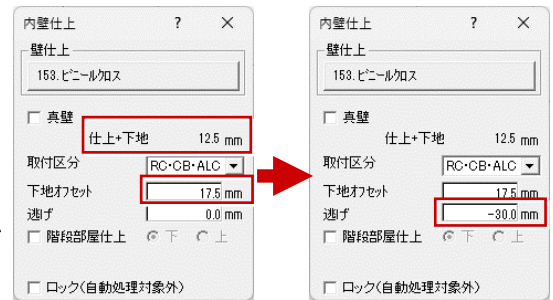 内壁仕上 ? ×
壁仕上
153.ビニールクロス
真壁
仕上+下地 12.5 mm
取付区分 RC・CB・ALC
下地オフセット 17.5 mm
逃げ 0.0 mm
階段部屋仕上 下 上
ロック(自動処理対象外)
内壁仕上 ? ×
壁仕上
153.ビニールクロス
真壁
仕上+下地 12.5 mm
取付区分 RC・CB・ALC
下地オフセット 17.5 mm
逃げ -30.0 mm
階段部屋仕上 下 上
ロック(自動処理対象外)